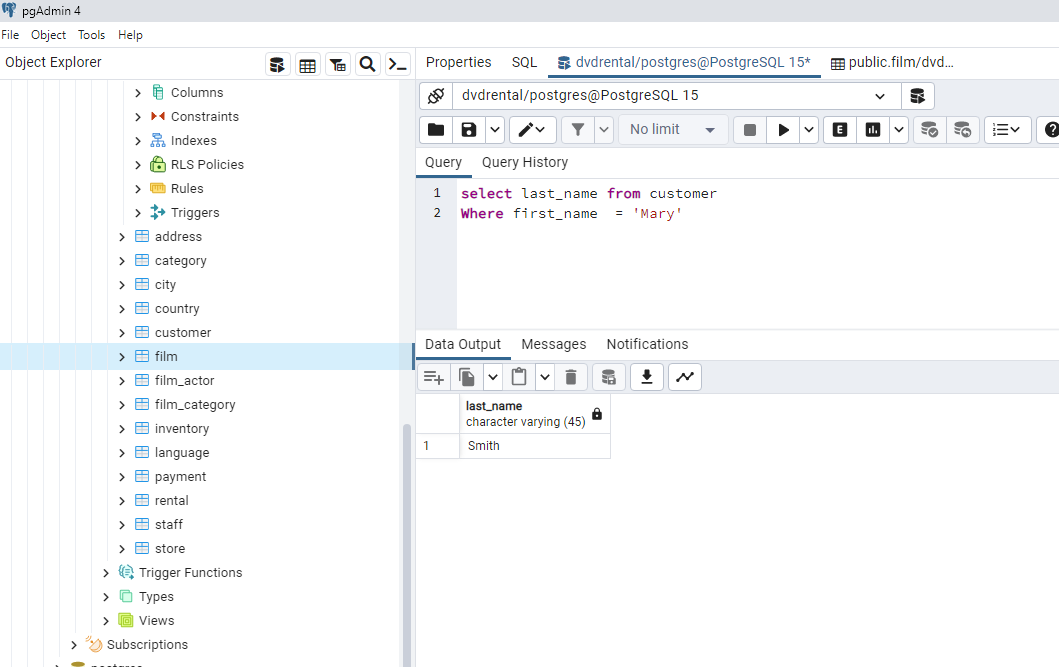 pgAdmin 4
File Object Tools Help
Object Explorer
Properties SQL dvdrental/postgres@PostgreSQL 15* public.film/dvd...
Columns
Constraints
Indexes
RLS Policies
Rules
Triggers
address
category
city
country
customer
film
film_actor
film_category
inventory
language
payment
rental
staff
store
Trigger Functions
Types
Views
Subscriptions
postgres
dvdrental/postgres@PostgreSQL 15
No limit
E
Query Query History
1 select last_name from customer
2 Where first_name  = 'Mary'
Data Output Messages Notifications
last_name
character varying (45)
1 Smith